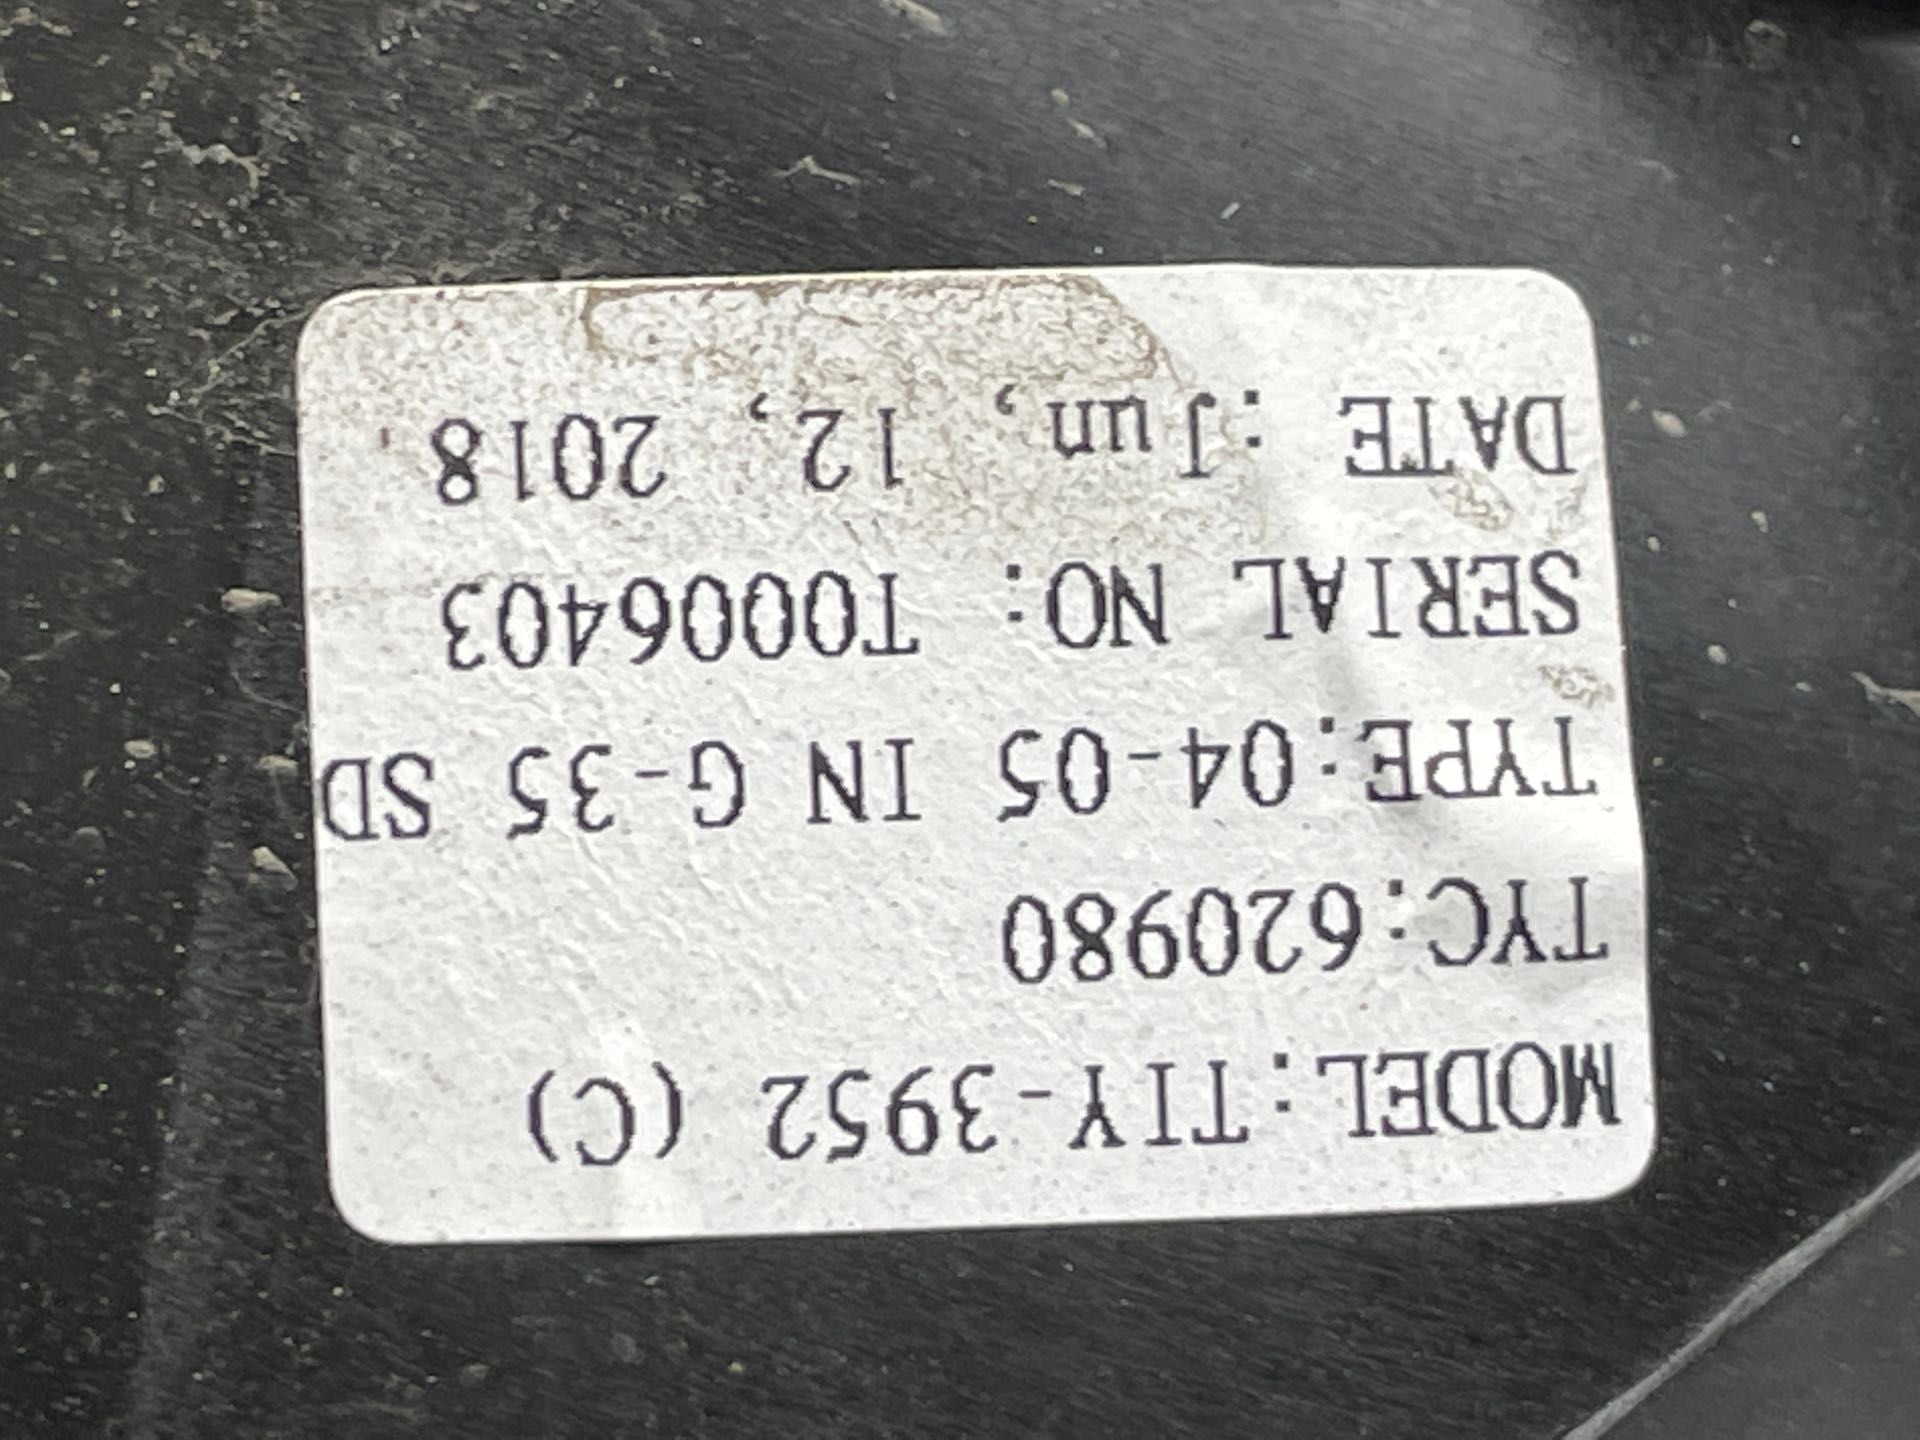 MODEL:TIY-3952 (C)
TYC:620980
TYPE:04-05 IN G-35 SD
SERIAL NO: T0006403
DATE :Jun, 12, 2018